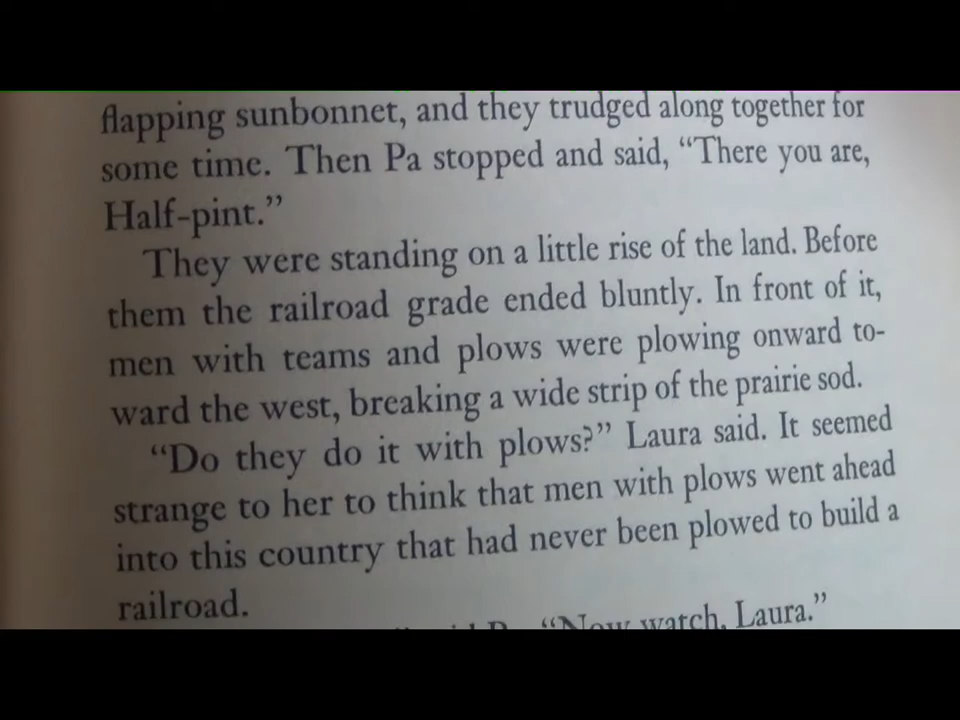 flapping sunbonnet, and they trudged along together for
some time. Then Pa stopped and said, “There you are,
Half-pint.”
They were standing on a little rise of the land. Before
them the railroad grade ended bluntly. In front of it,
men with teams and plows were plowing onward to-
ward the west, breaking a wide strip of the prairie sod.
“Do they do it with plows?” Laura said. It seemed
strange to her to think that men with plows went ahead
into this country that had never been plowed to build a
railroad.
“Now watch, Laura.”